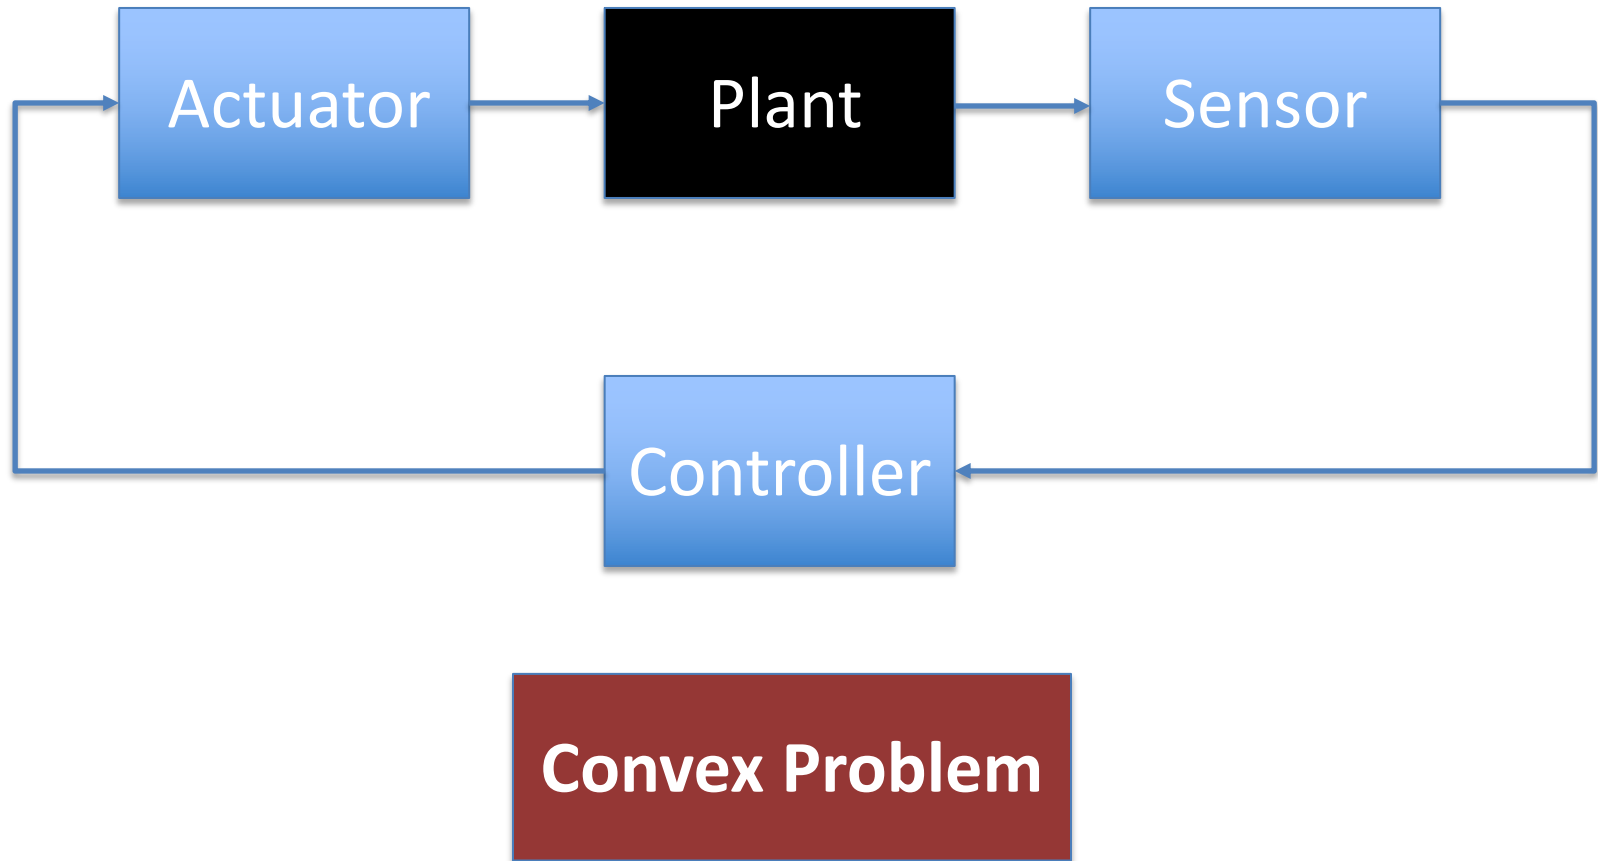 Actuator
Plant
Sensor
Controller
Convex Problem